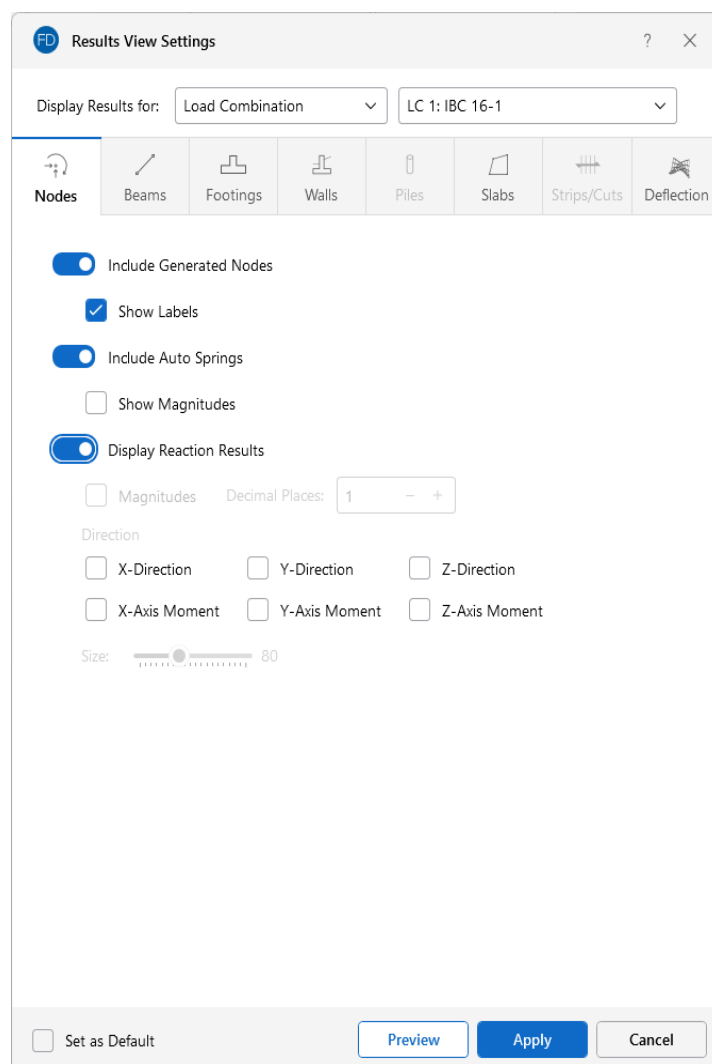 FD Results View Settings ?
Display Results for: Load Combination LC 1: IBC 16-1
Nodes Beams Footings Walls Piles Slabs Strips/Cuts Deflection
Include Generated Nodes
Show Labels
Include Auto Springs
Show Magnitudes
Display Reaction Results
Magnitudes Decimal Places: 1 − +
Direction
X-Direction Y-Direction Z-Direction
X-Axis Moment Y-Axis Moment Z-Axis Moment
Size: 80
Set as Default Preview Apply Cancel